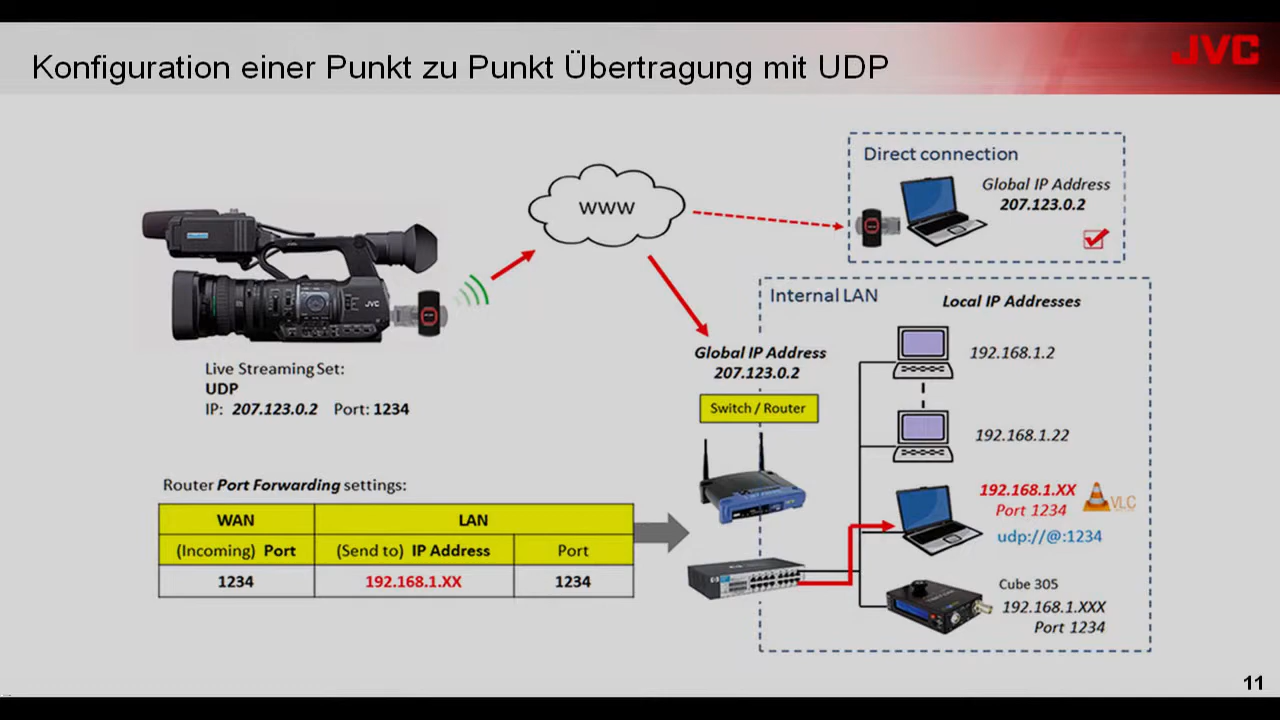 Konfiguration einer Punkt zu Punkt Übertragung mit UDP
JVC
Direct connection
Global IP Address
207.123.0.2
www
Internal LAN
Local IP Addresses
192.168.1.2
192.168.1.22
192.168.1.XX
Port 1234
VLC
udp://@:1234
Cube 305
192.168.1.XXX
Port 1234
Global IP Address
207.123.0.2
Switch / Router
JVC
Live Streaming Set:
UDP
IP: 207.123.0.2 Port: 1234
Router Port Forwarding settings:
WAN LAN
(Incoming) Port (Send to) IP Address Port
1234 192.168.1.XX 1234
11